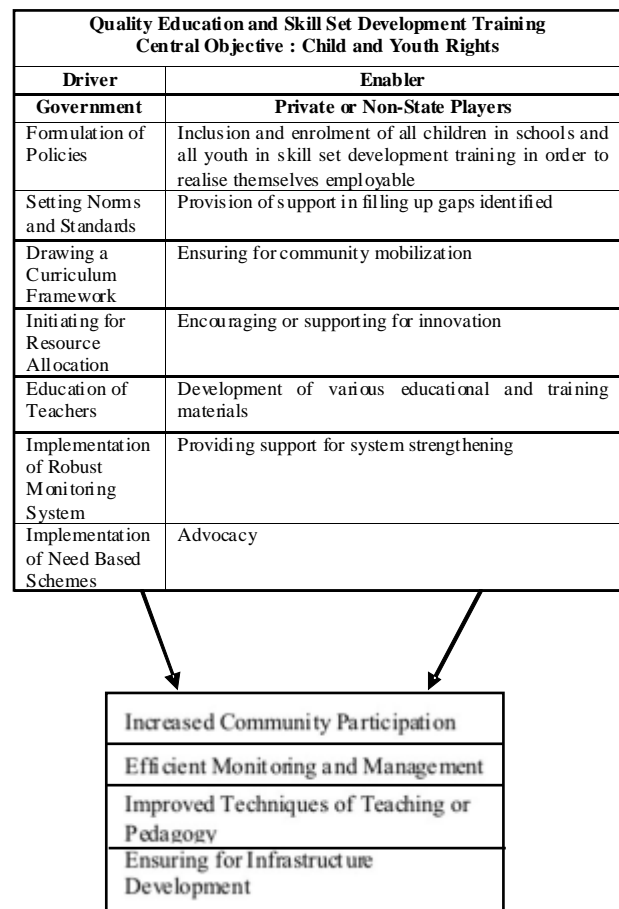 Quality Education and Skill Set Development Training
Central Objective : Child and Youth Rights
Driver
Enabler
Government
Private or Non-State Players
Formulation of
Policies
Inclusion and enrolment of all children in schools and
all youth in skill set development training in order to
realise themselves employable
Setting Norms
and Standards
Provision of support in filling up gaps identified
Drawing a
Curriculum
Framework
Ensuring for community mobilization
Initiating for
Resource
Allocation
Encouraging or supporting for innovation
Education of
Teachers
Development of various educational and training
materials
Implementation
of Robust
Monitoring
System
Providing support for system strengthening
Implementation
of Need Based
Schemes
Advocacy
Increased Community Participation
Efficient Monitoring and Management
Improved Techniques of Teaching or
Pedagogy
Ensuring for Infrastructure
Development